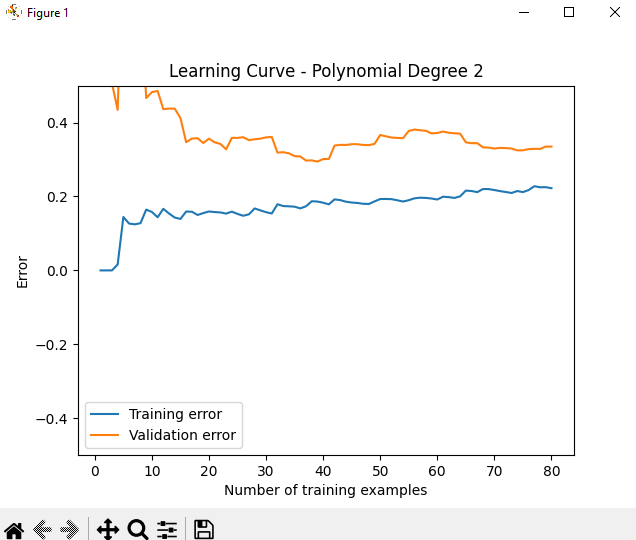 Figure 1
Learning Curve - Polynomial Degree 2
0.4
0.2
0.0
−0.2
−0.4
Error
Training error
Validation error
0 10 20 30 40 50 60 70 80
Number of training examples